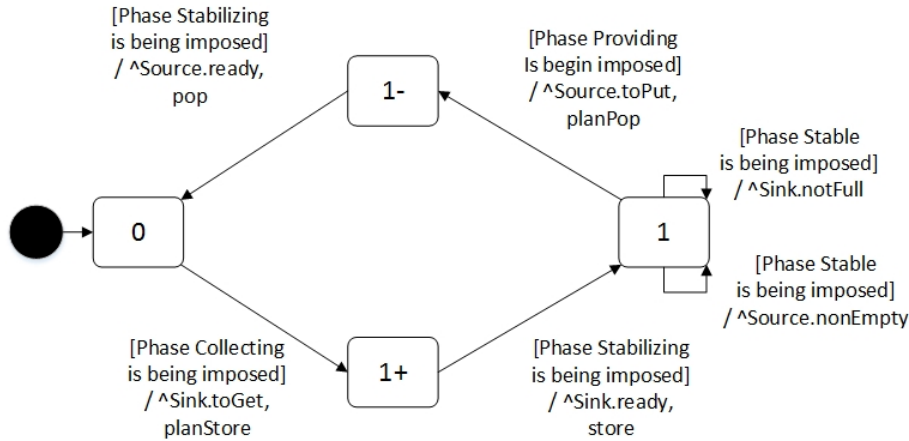 [Phase Stabilizing
is being imposed]
/ ^Source.ready,
pop
1-
[Phase Providing
Is begin imposed]
/ ^Source.toPut,
planPop
[Phase Stable
is being imposed]
/ ^Sink.notFull
0
1
[Phase Stable
is being imposed]
/ ^Source.nonEmpty
[Phase Collecting
is being imposed]
/ ^Sink.toGet,
planStore
1+
[Phase Stabilizing
is being imposed]
/ ^Sink.ready,
store